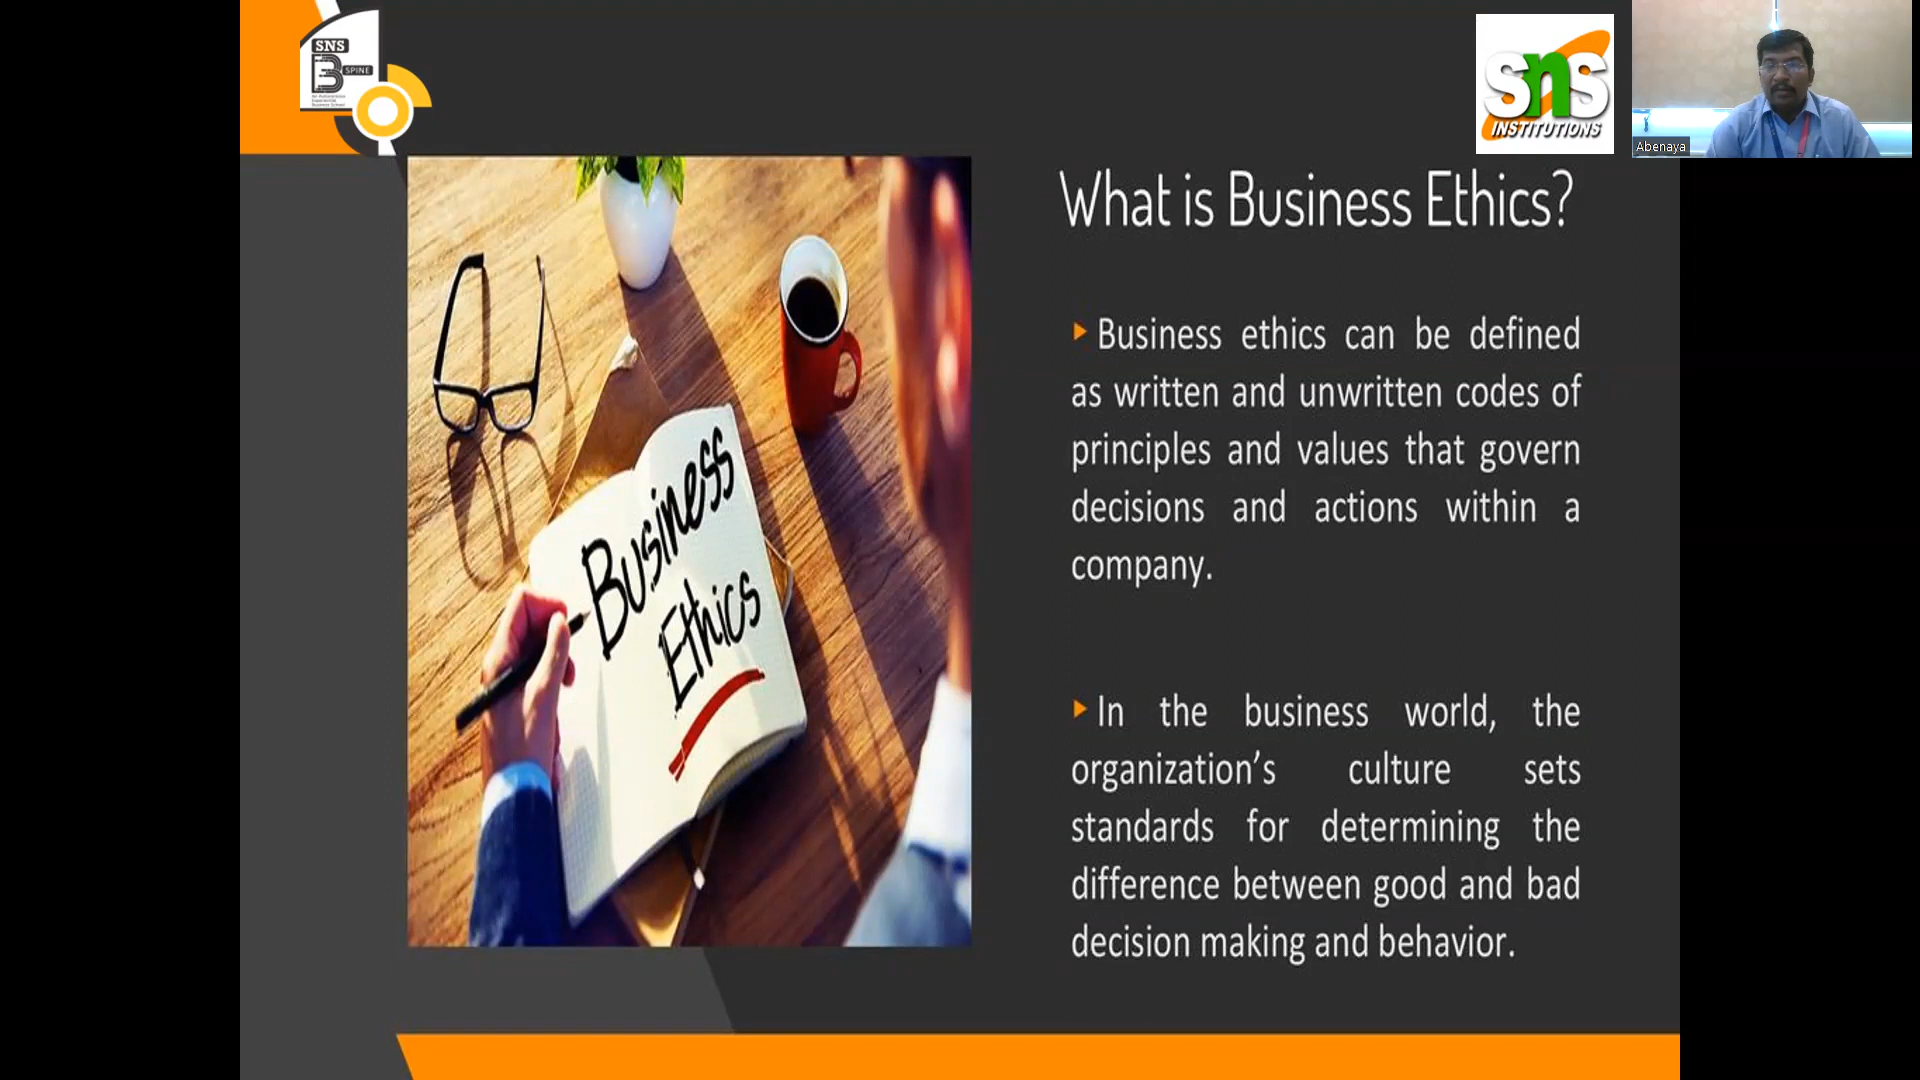 SNS
B
SPINE
SNS
INSTITUTIONS
Abenaya
What is Business Ethics?
Business ethics can be defined
as written and unwritten codes of
principles and values that govern
decisions and actions within a
company.
In the business world, the
organization’s culture sets
standards for determining the
difference between good and bad
decision making and behavior.
Business
Ethics